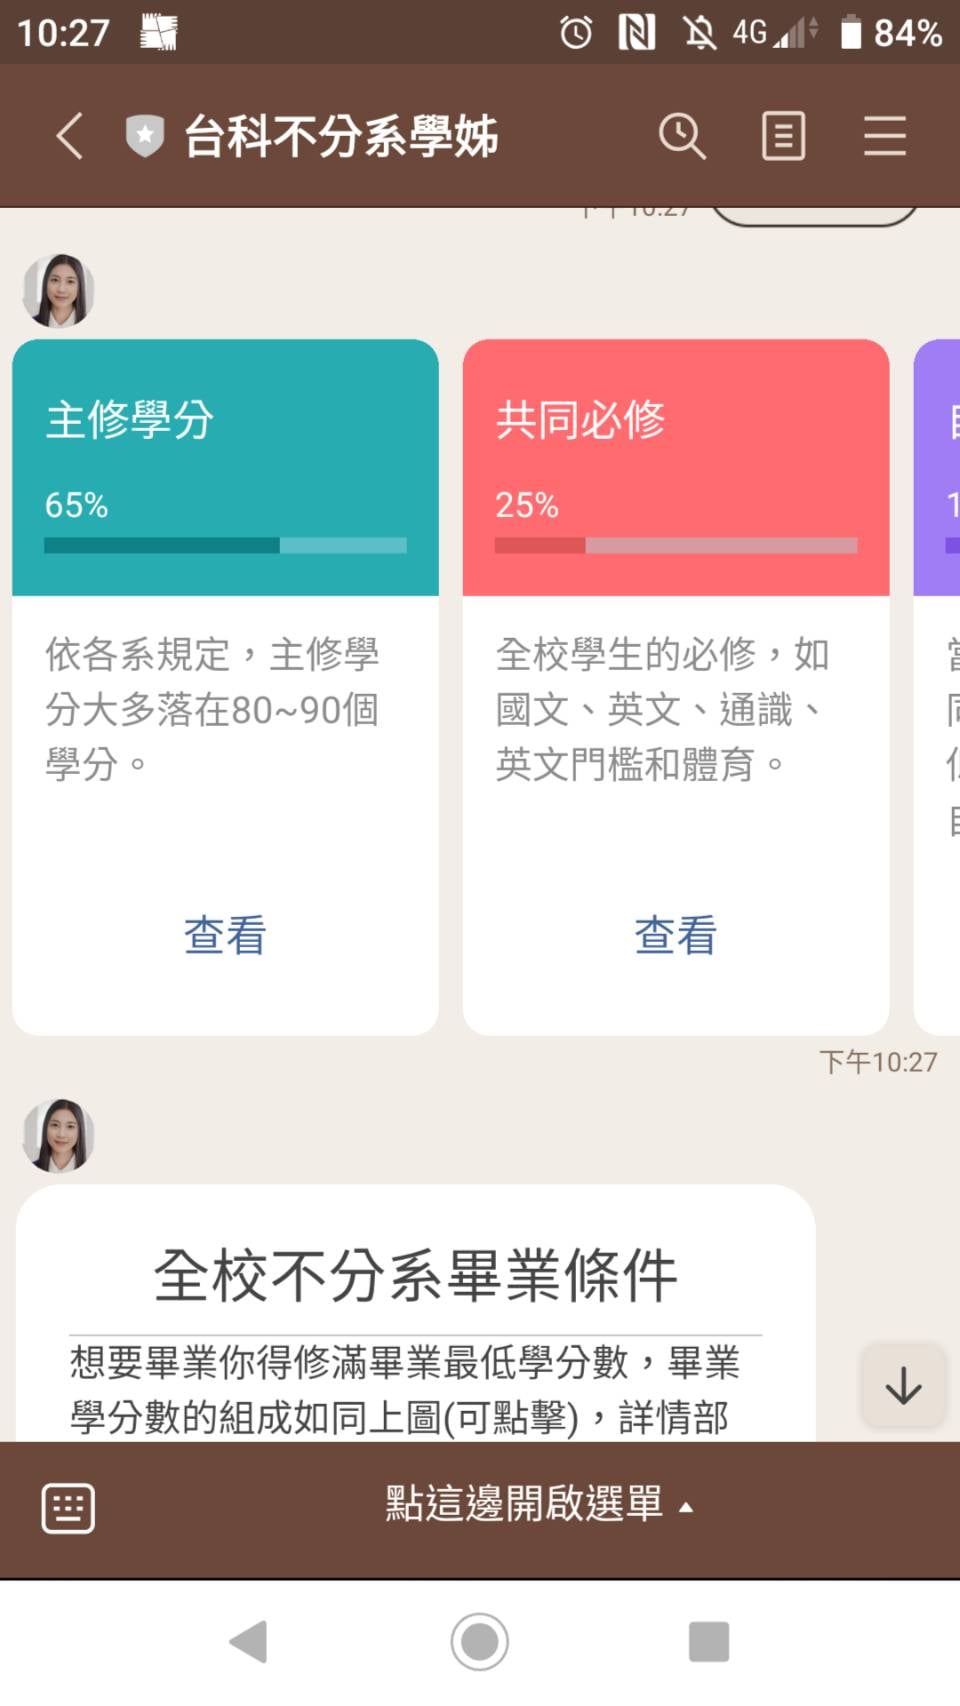 10:27
4G
84%
台科不分系學姊
主修學分
65%
依各系規定，主修學
分大多落在80~90個
學分。
查看
共同必修
25%
全校學生的必修，如
國文、英文、通識、
英文門檻和體育。
查看
下午10:27
全校不分系畢業條件
想要畢業你得修滿畢業最低學分數，畢業
學分數的組成如同上圖(可點擊)，詳情部
點這邊開啟選單